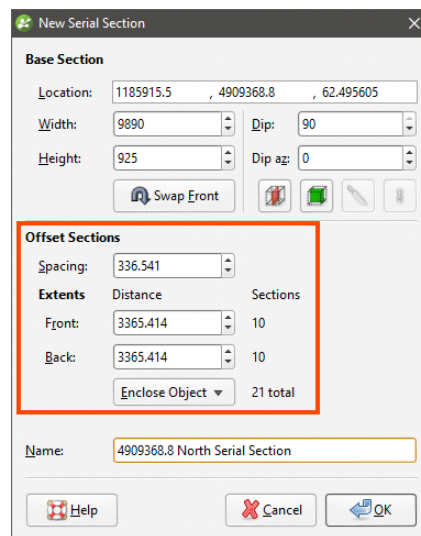 New Serial Section
Base Section
Location: 1185915.5 , 4909368.8 , 62.495605
Width: 9890 Dip: 90
Height: 925 Dip az: 0
Swap Front
Offset Sections
Spacing: 336.541
Extents Distance Sections
Front: 3365.414 10
Back: 3365.414 10
Enclose Object 21 total
Name: 4909368.8 North Serial Section
Help Cancel OK